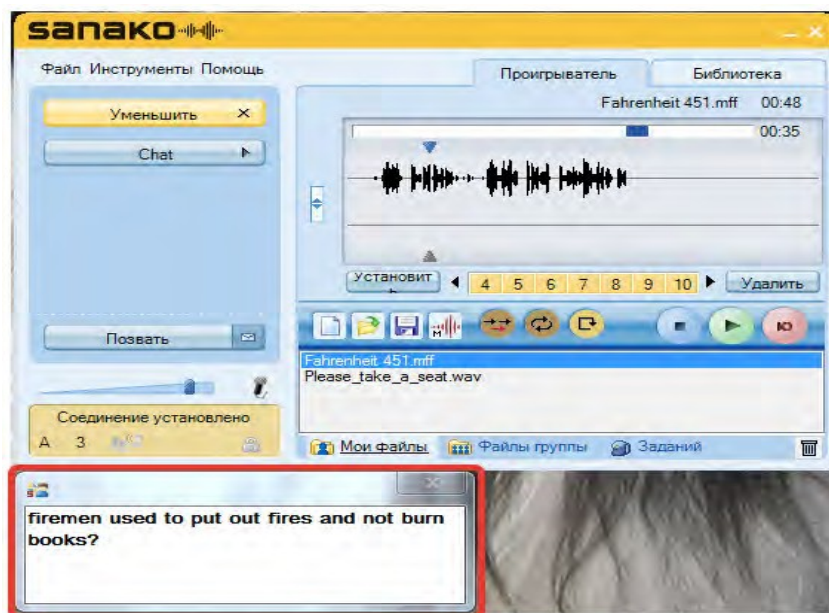 sanako
Файл Инструменты Помощь
Проигрыватель
Библиотека
Уменьшить
Chat
Fahrenheit 451.mff 00:48
00:35
Установит
ь
4 5 6 7 8 9 10
Удалить
M
Позвать
Fahrenheit 451.mff
Please_take_a_seat.wav
Соединение установлено
А 3
Мои файлы Файлы группы Заданий
firemen used to put out fires and not burn
books?